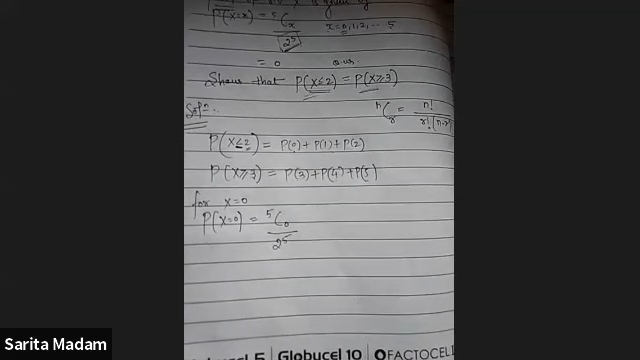 P(X=x) = ⁵Cₓ / 2⁵ x=0,1,2,... 5
= 0 o.w.
Show that P(X≤2) = P(X≥3)
Solⁿ. ⁿCᵣ = n! / r!(n-r)!
P(X≤2) = P(0)+P(1)+P(2)
P(X≥3) = P(3)+P(4)+P(5)
for x=0
P(X=0) = ⁵C₀ / 2⁵
Globucel 10 FACTOCEL
Sarita Madam